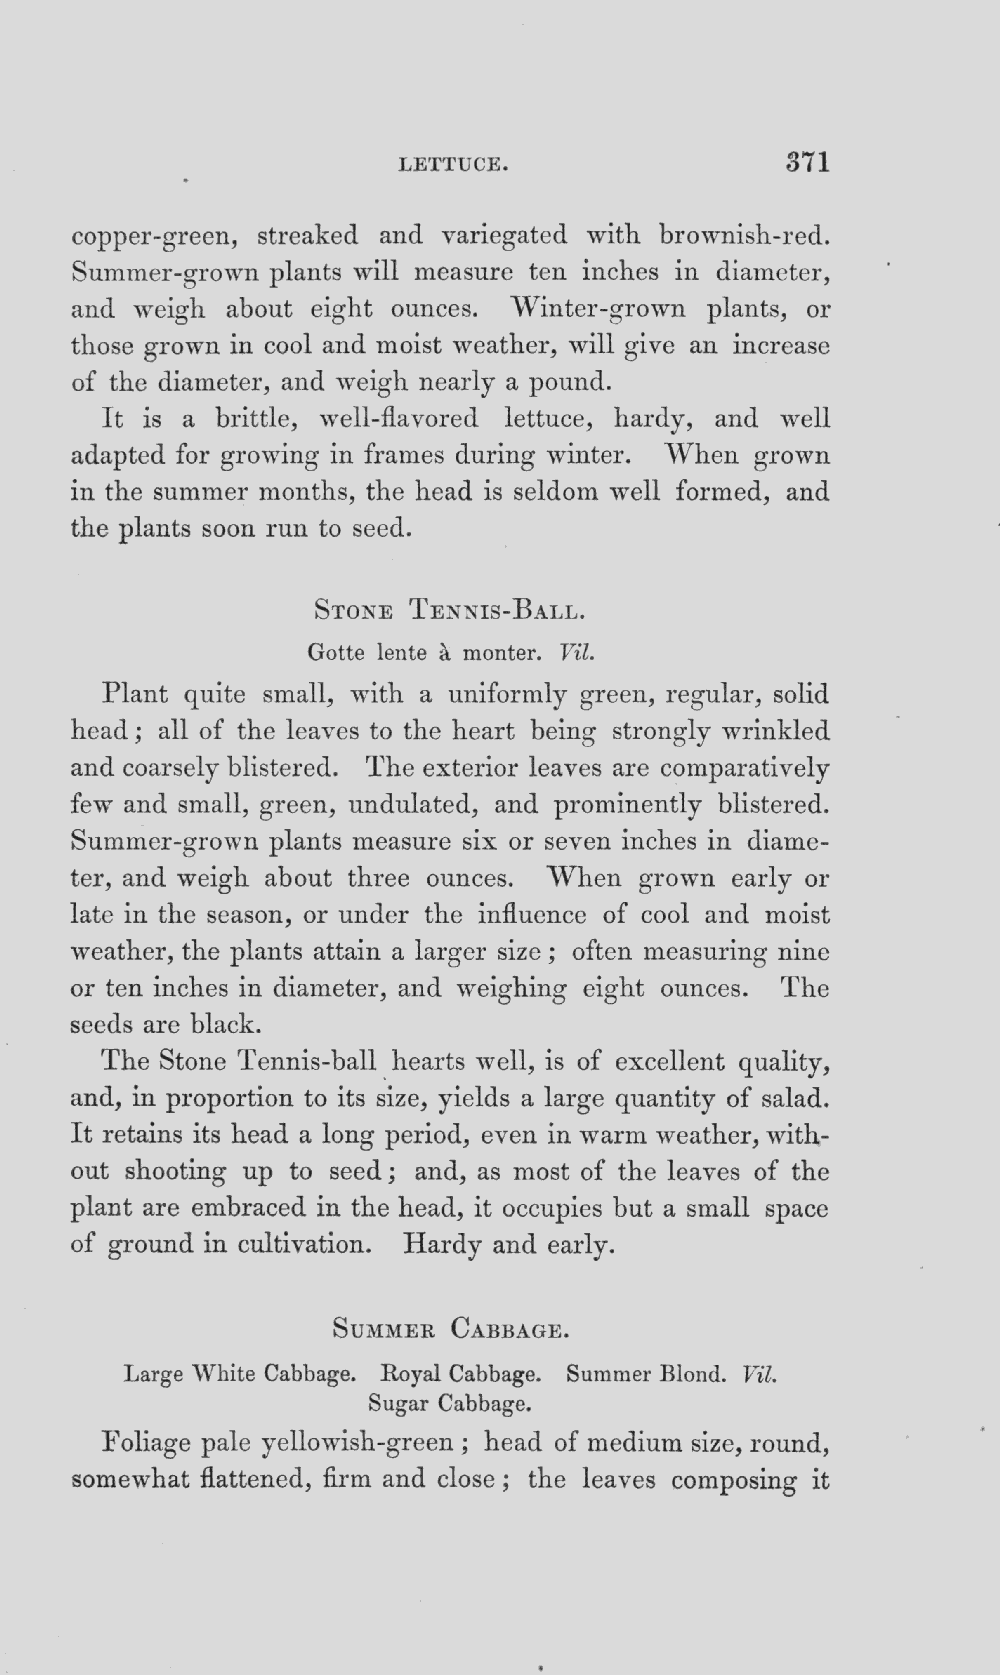 LETTUCE. 371
copper-green, streaked and variegated with brownish-red.
Summer-grown plants will measure ten inches in diameter,
and weigh about eight ounces. Winter-grown plants, or
those grown in cool and moist weather, will give an increase
of the diameter, and weigh nearly a pound.
It is a brittle, well-flavored lettuce, hardy, and well
adapted for growing in frames during winter. When grown
in the summer months, the head is seldom well formed, and
the plants soon run to seed.
STONE TENNIS-BALL.
Gotte lente à monter. Vil.
Plant quite small, with a uniformly green, regular, solid
head; all of the leaves to the heart being strongly wrinkled
and coarsely blistered. The exterior leaves are comparatively
few and small, green, undulated, and prominently blistered.
Summer-grown plants measure six or seven inches in diame-
ter, and weigh about three ounces. When grown early or
late in the season, or under the influence of cool and moist
weather, the plants attain a larger size; often measuring nine
or ten inches in diameter, and weighing eight ounces. The
seeds are black.
The Stone Tennis-ball hearts well, is of excellent quality,
and, in proportion to its size, yields a large quantity of salad.
It retains its head a long period, even in warm weather, with-
out shooting up to seed; and, as most of the leaves of the
plant are embraced in the head, it occupies but a small space
of ground in cultivation. Hardy and early.
SUMMER CABBAGE.
Large White Cabbage. Royal Cabbage. Summer Blond. Vil.
Sugar Cabbage.
Foliage pale yellowish-green; head of medium size, round,
somewhat flattened, firm and close; the leaves composing it